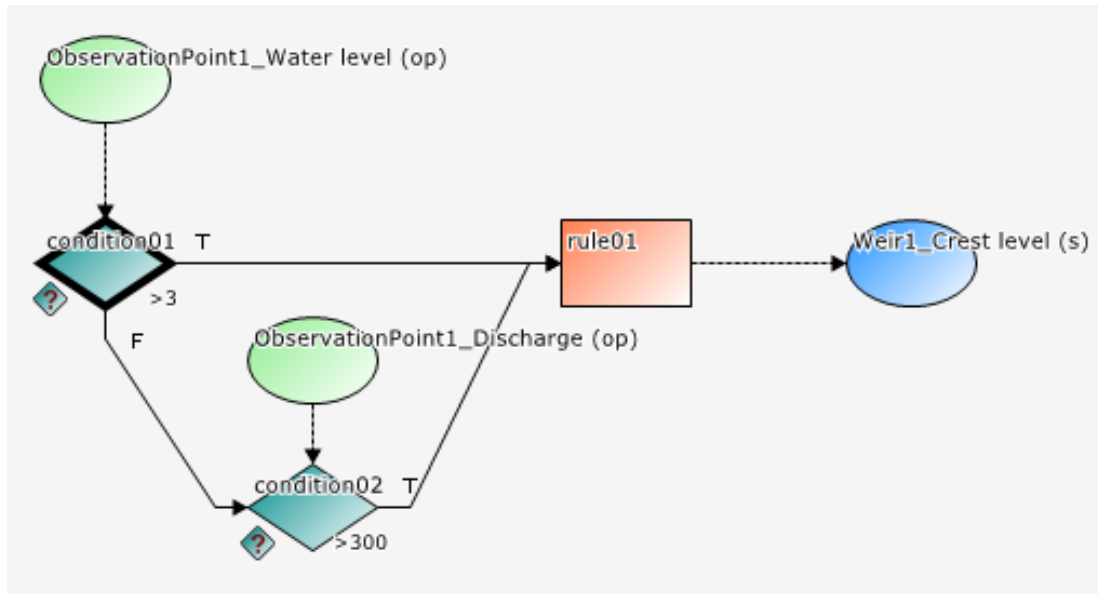 ObservationPoint1_Water level (op)
condition01 T
rule01
Weir1_Crest level (s)
?
>3
F
ObservationPoint1_Discharge (op)
condition02 T
?
>300